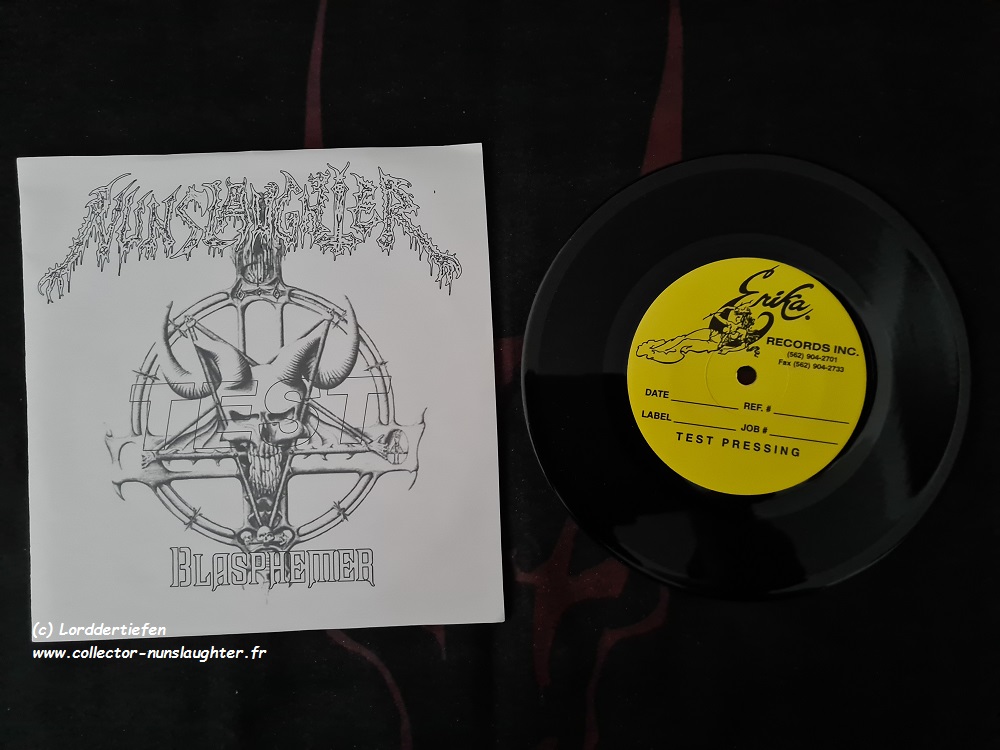 NUNSLAUGHTER
TEST
BLASPHEMER
Erika
RECORDS INC.
(562) 904-2701
Fax (562) 904-2733
DATE
REF. #
LABEL
JOB #
TEST PRESSING
(c) Lorddertiefen
www.collector-nunslaughter.fr